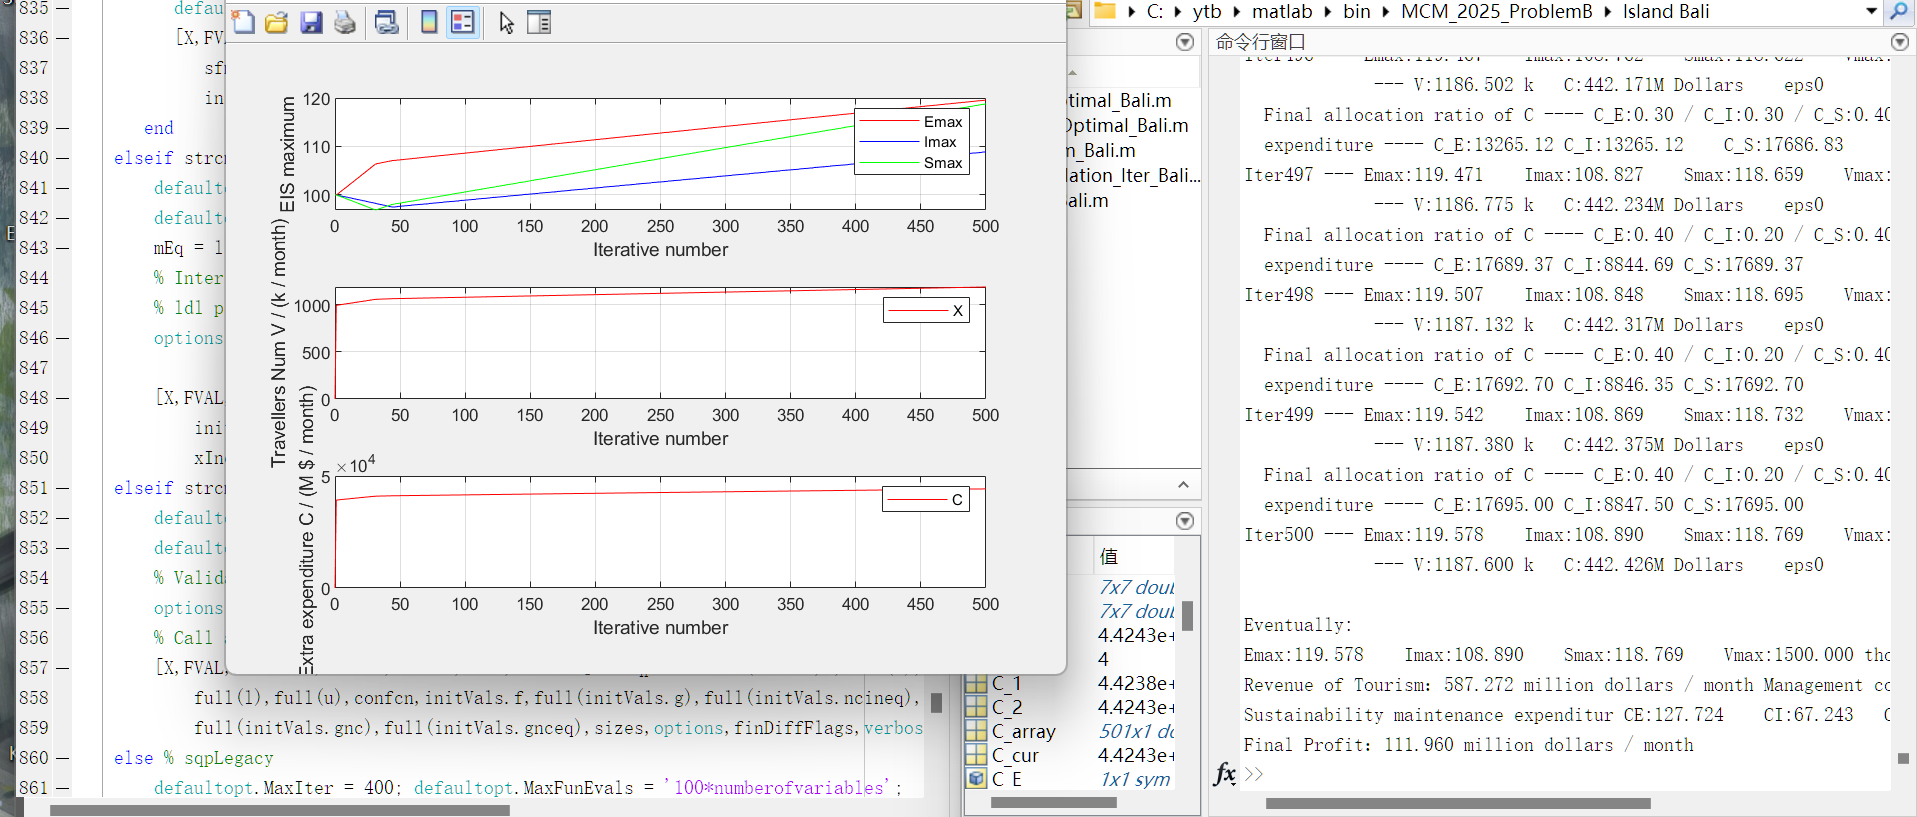 835 — defau
836 — [X,FV
837
838 in
839 — end
840 — elseif strc
841 — default
842 — default
843 — mEq = 1
844 — % Inter
845 — % ldl p
846 — options
847
848 — [X,FVAL
849 init
850 xInd
851 — elseif strc
852 — default
853 — default
854 — % Valida
855 — options
856 — % Call a
857 — [X,FVAL,
858 full(l),full(u),confcn,initVals.f,full(initVals.g),full(initVals.ncineq),
859 full(initVals.gnc),full(initVals.gnceq),sizes,options,finDiffFlags,verbos
860 — else % sqpLegacy
861 — defaultopt.MaxIter = 400; defaultopt.MaxFunEvals = '100*numberofvariables';
EIS maximum
120
110
100
Emax
Imax
Smax
0 50 100 150 200 250 300 350 400 450 500
Iterative number
Travellers Num V / (k / month)
1000
500
0
X
0 50 100 150 200 250 300 350 400 450 500
Iterative number
Extra expenditure C / (M $ / month)
×10⁴
5
0
C
0 50 100 150 200 250 300 350 400 450 500
Iterative number
C: ytb matlab bin MCM_2025_ProblemB Island Bali
timal_Bali.m
Optimal_Bali.m
m_Bali.m
lation_Iter_Bali...
ali.m
值
7x7 doul
7x7 doul
4.4243e+
4
C_1 4.4238e+
C_2 4.4243e+
C_array 501x1 do
C_cur 4.4243e+
C_E 1x1 sym
命令行窗口
--- V:1186.502 k C:442.171M Dollars eps0
Final allocation ratio of C ---- C_E:0.30 / C_I:0.30 / C_S:0.40
expenditure ---- C_E:13265.12 C_I:13265.12 C_S:17686.83
Iter497 --- Emax:119.471 Imax:108.827 Smax:118.659 Vmax:
--- V:1186.775 k C:442.234M Dollars eps0
Final allocation ratio of C ---- C_E:0.40 / C_I:0.20 / C_S:0.40
expenditure ---- C_E:17689.37 C_I:8844.69 C_S:17689.37
Iter498 --- Emax:119.507 Imax:108.848 Smax:118.695 Vmax:
--- V:1187.132 k C:442.317M Dollars eps0
Final allocation ratio of C ---- C_E:0.40 / C_I:0.20 / C_S:0.40
expenditure ---- C_E:17692.70 C_I:8846.35 C_S:17692.70
Iter499 --- Emax:119.542 Imax:108.869 Smax:118.732 Vmax:
--- V:1187.380 k C:442.375M Dollars eps0
Final allocation ratio of C ---- C_E:0.40 / C_I:0.20 / C_S:0.40
expenditure ---- C_E:17695.00 C_I:8847.50 C_S:17695.00
Iter500 --- Emax:119.578 Imax:108.890 Smax:118.769 Vmax:
--- V:1187.600 k C:442.426M Dollars eps0
Eventually:
Emax:119.578 Imax:108.890 Smax:118.769 Vmax:1500.000 tho
Revenue of Tourism: 587.272 million dollars / month Management co
Sustainability maintenance expenditur CE:127.724 CI:67.243 C
Final Profit: 111.960 million dollars / month
fx >>